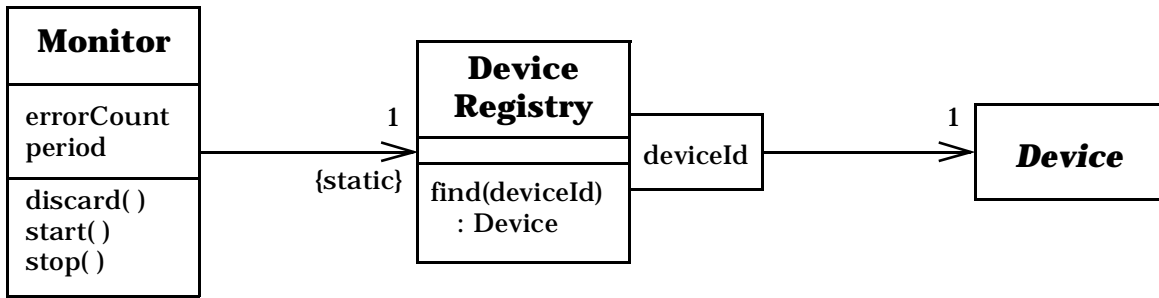 Monitor
errorCount
period
discard( )
start( )
stop( )
1
{static}
Device
Registry
find(deviceId)
: Device
deviceId
1
Device